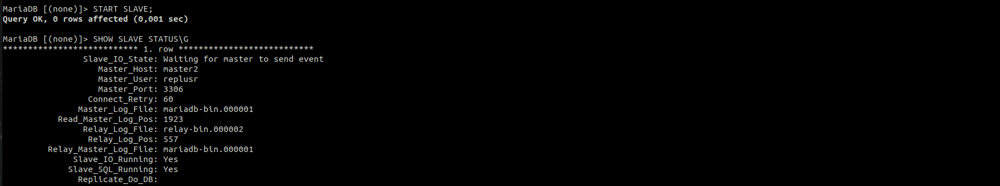 MariaDB [(none)]> START SLAVE;
Query OK, 0 rows affected (0,001 sec)

MariaDB [(none)]> SHOW SLAVE STATUS\G
*************************** 1. row ***************************
                Slave_IO_State: Waiting for master to send event
                   Master_Host: master2
                   Master_User: replusr
                   Master_Port: 3306
                 Connect_Retry: 60
               Master_Log_File: mariadb-bin.000001
           Read_Master_Log_Pos: 1923
                Relay_Log_File: relay-bin.000002
                 Relay_Log_Pos: 557
         Relay_Master_Log_File: mariadb-bin.000001
              Slave_IO_Running: Yes
             Slave_SQL_Running: Yes
               Replicate_Do_DB: